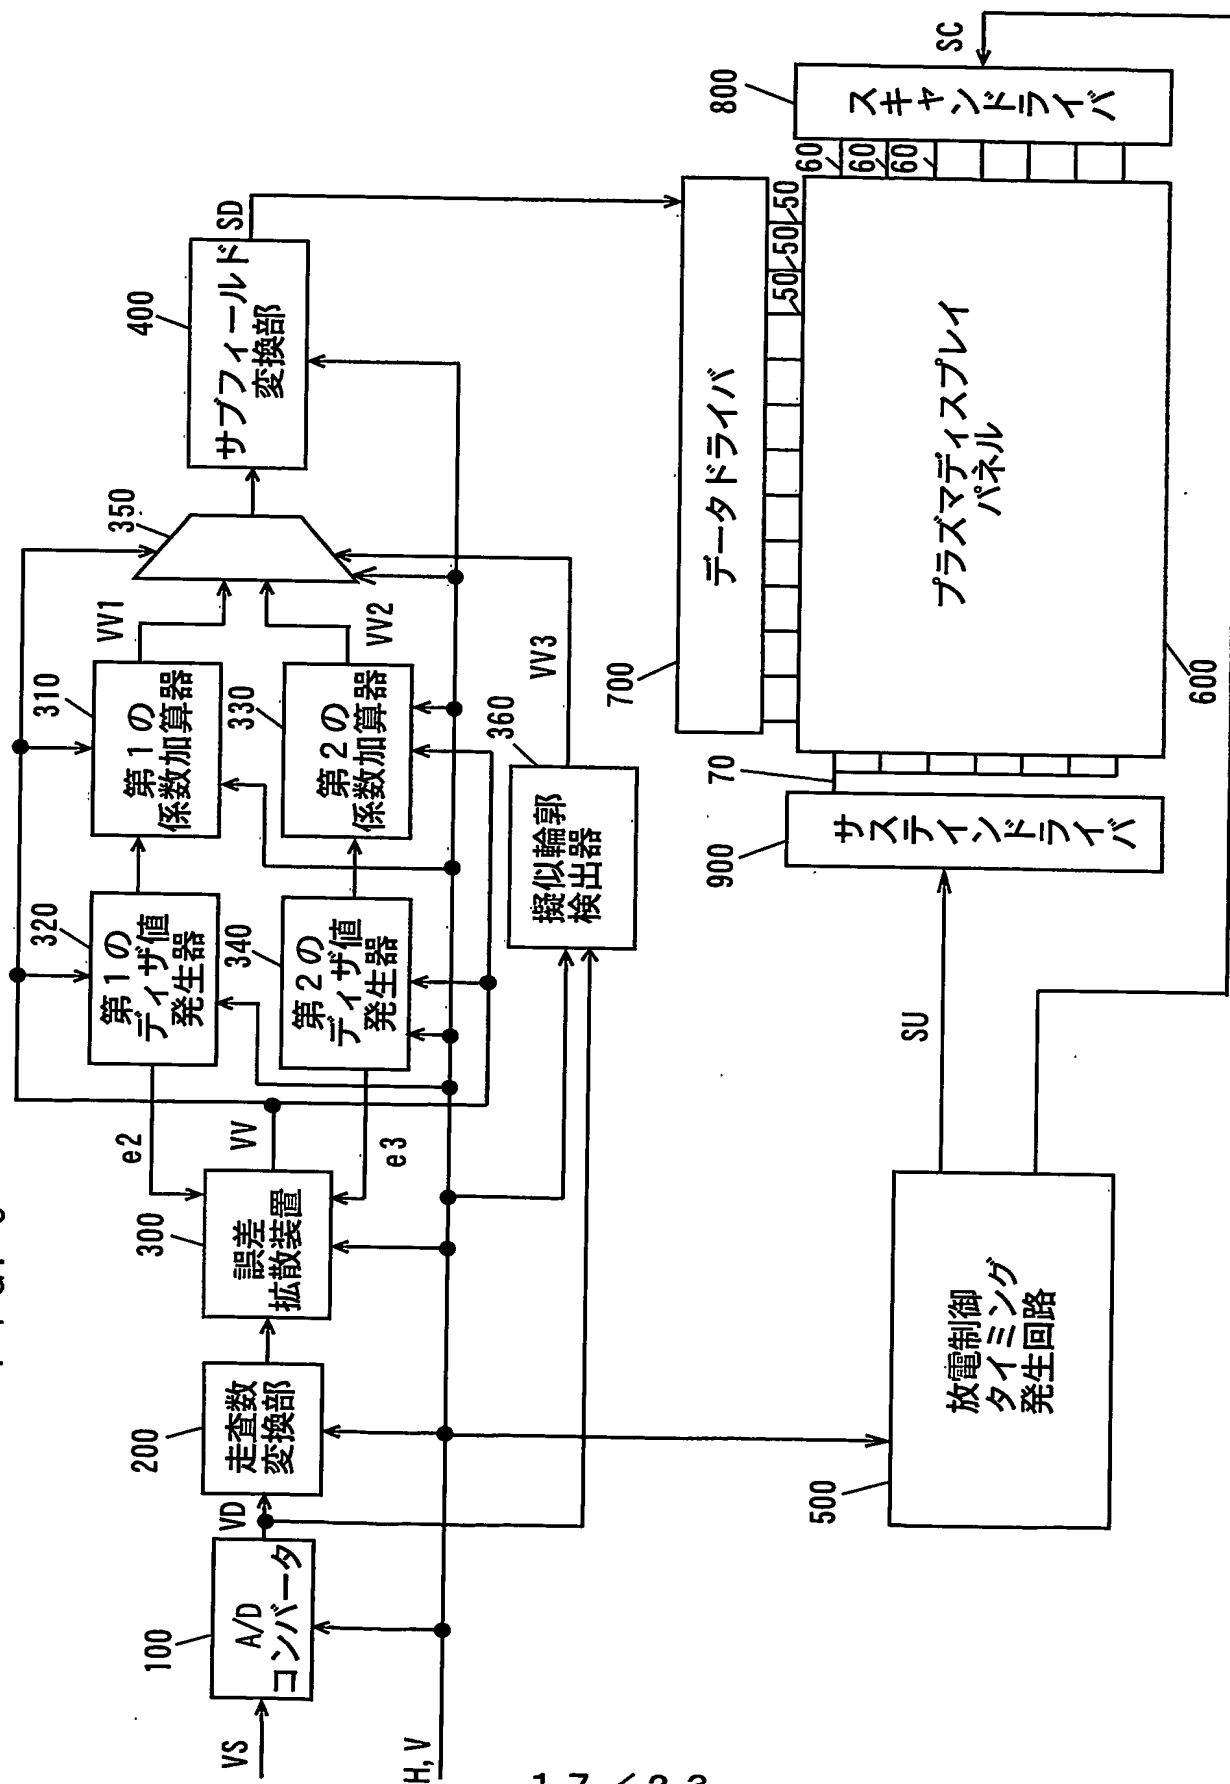 VS
H, V
100
A/D
コンバータ
VD
200
走査数
変換部
300
誤差
拡散装置
VV
e2
e3
320
第1の
ディザ値
発生器
340
第2の
ディザ値
発生器
310
第1の
係数加算器
330
第2の
係数加算器
VV1
VV2
360
擬似輪郭
検出器
VV3
350
400
サブフィールド
変換部
SD
500
放電制御
タイミング
発生回路
SU
SC
900
サステインドライバ
70
700
データドライバ
50
50
50
600
プラズマディスプレイ
パネル
60
60
60
800
スキャンドライバ
17/23